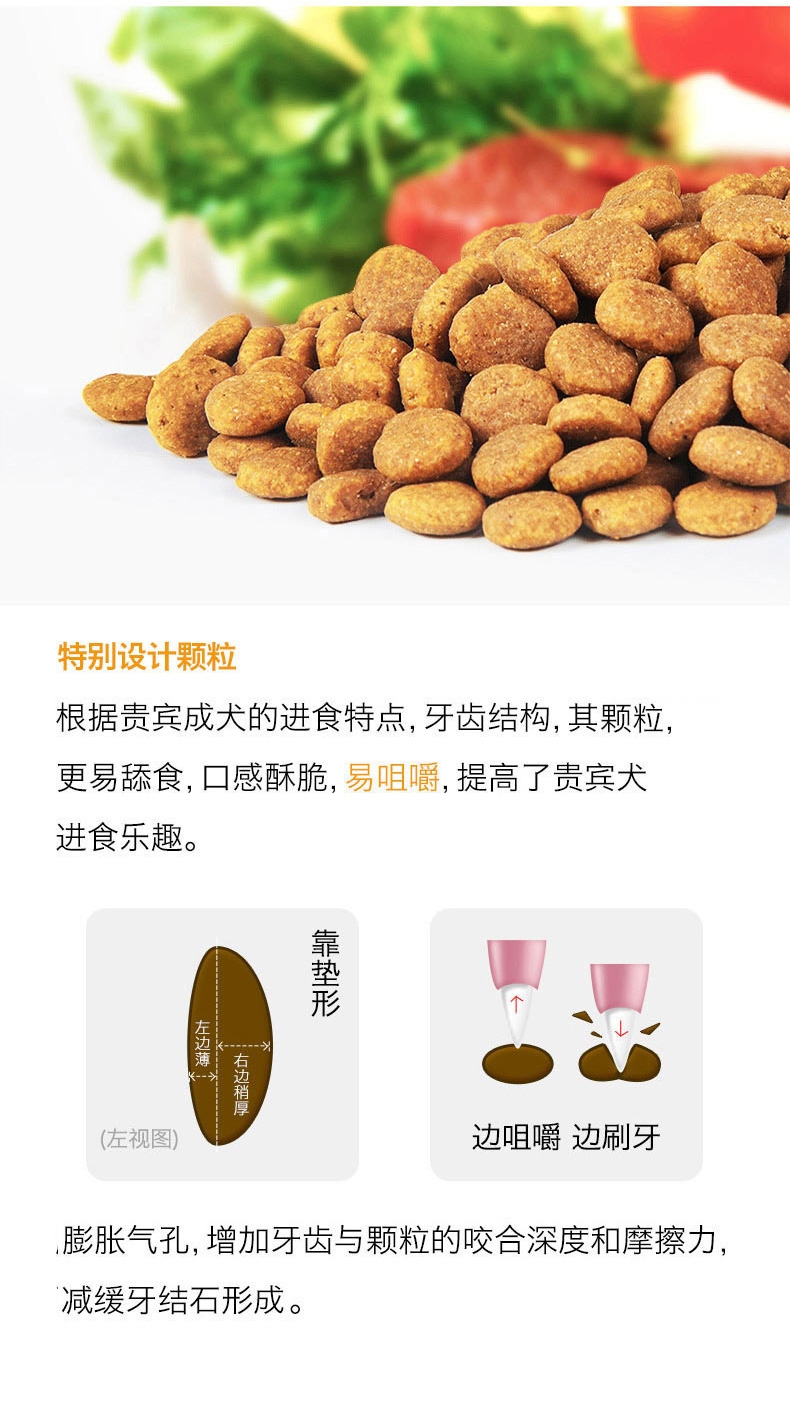 特别设计颗粒
根据贵宾成犬的进食特点,牙齿结构,其颗粒,
更易舔食,口感酥脆,易咀嚼,提高了贵宾犬
进食乐趣。
靠垫形
左边薄
右边稍厚
(左视图)
边咀嚼 边刷牙
膨胀气孔,增加牙齿与颗粒的咬合深度和摩擦力,
减缓牙结石形成。